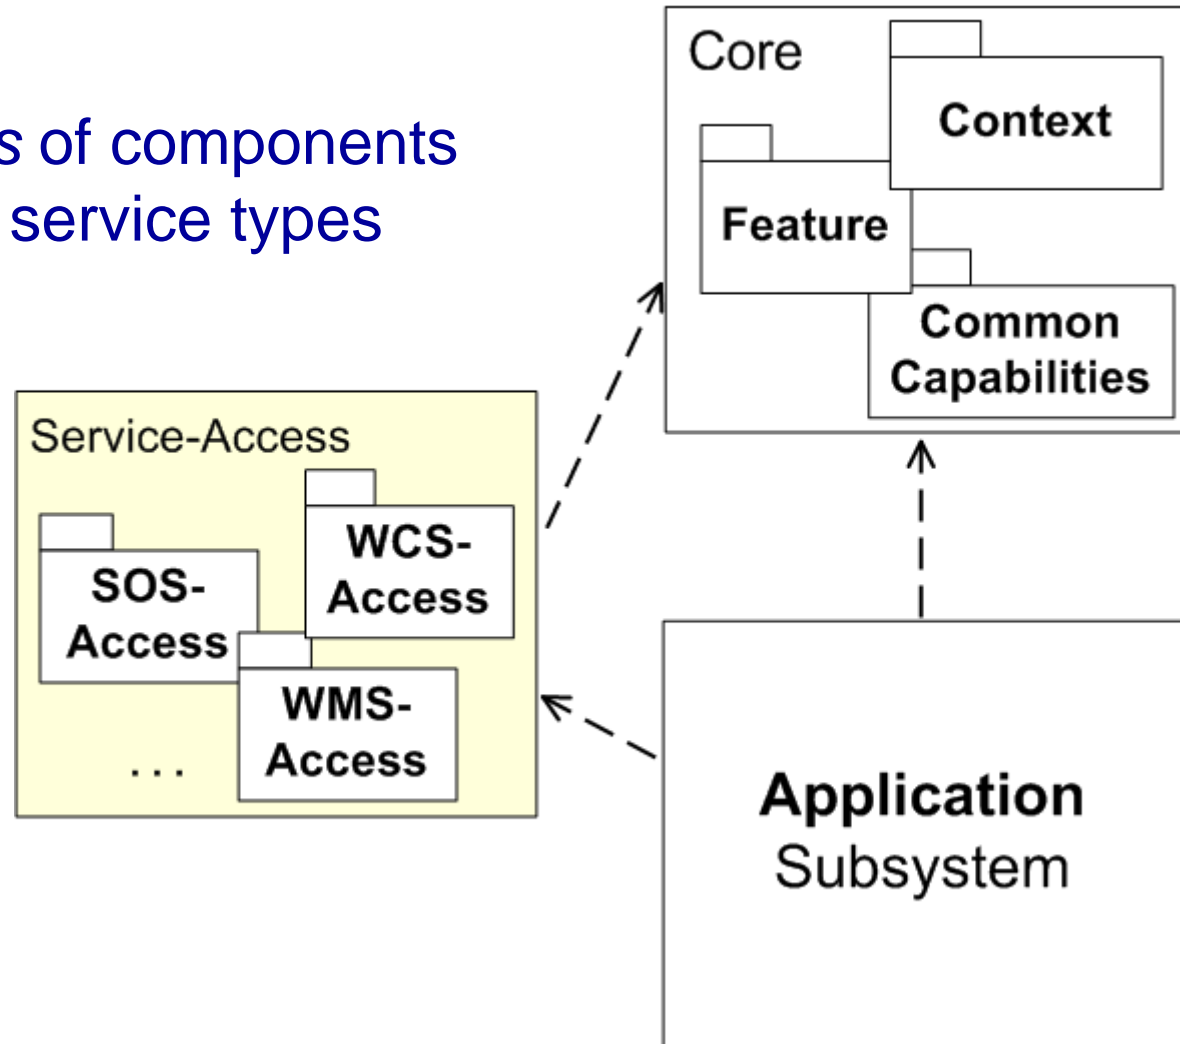 s of components
service types
Core
Context
Feature
Common
Capabilities
Service-Access
WCS-
Access
SOS-
Access
WMS-
Access
...
Application
Subsystem